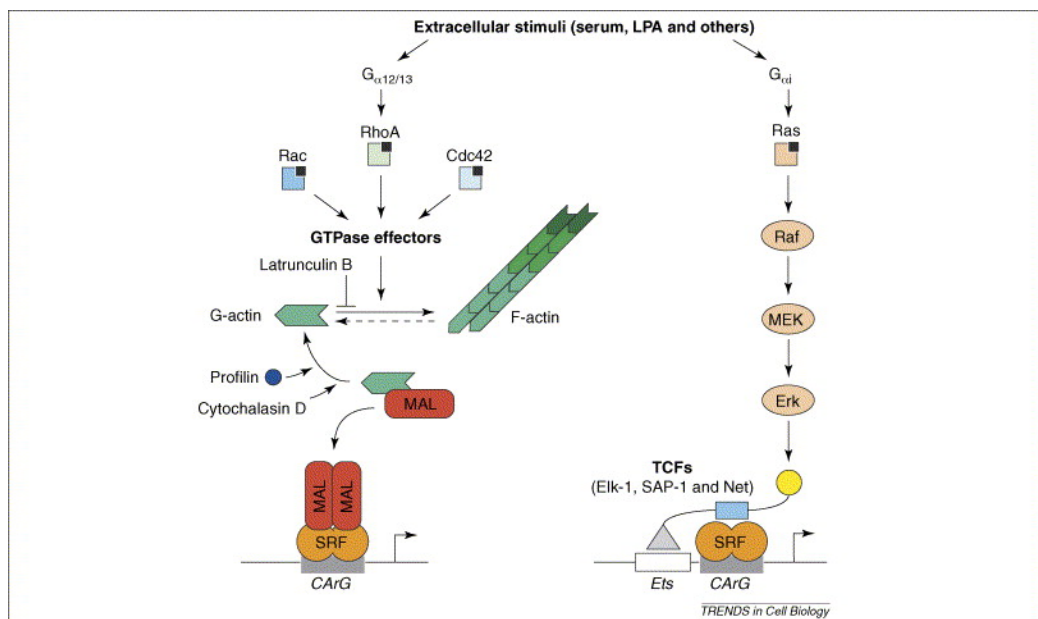 Extracellular stimuli (serum, LPA and others)
Gα12/13
Gαi
RhoA
Ras
Rac
Cdc42
GTPase effectors
Raf
Latrunculin B
G-actin
F-actin
MEK
Profilin
Cytochalasin D
MAL
Erk
TCFs
(Elk-1, SAP-1 and Net)
MAL
MAL
SRF
SRF
CArG
Ets
CArG
TRENDS in Cell Biology